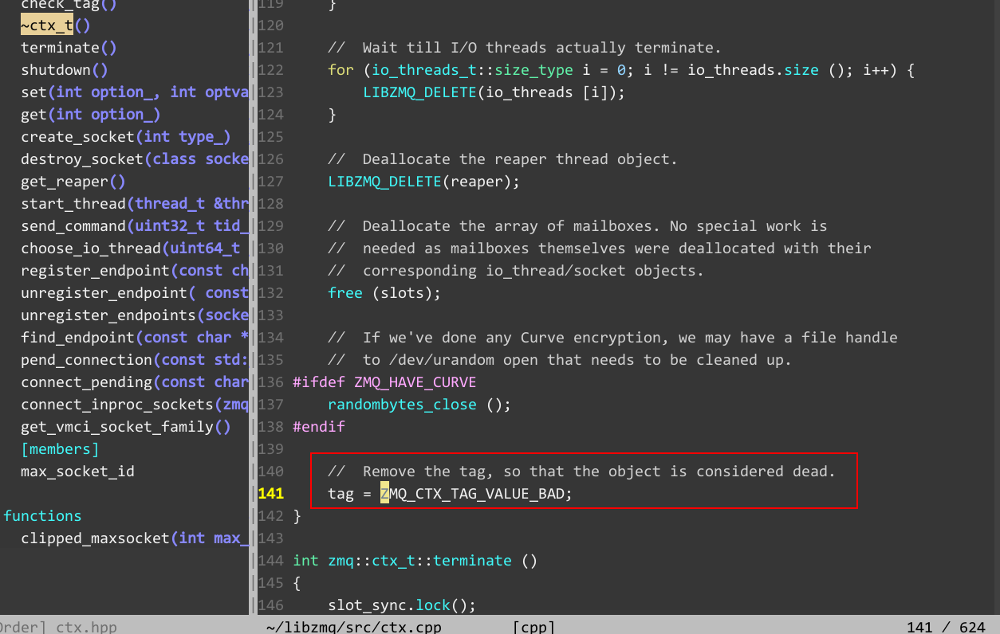 check_tag()
~ctx_t()
terminate()
shutdown()
set(int option_, int optva
get(int option_)
create_socket(int type_)
destroy_socket(class socke
get_reaper()
start_thread(thread_t &thr
send_command(uint32_t tid_
choose_io_thread(uint64_t
register_endpoint(const ch
unregister_endpoint( const
unregister_endpoints(socke
find_endpoint(const char *
pend_connection(const std:
connect_pending(const char
connect_inproc_sockets(zmq
get_vmci_socket_family()
[members]
max_socket_id
functions
clipped_maxsocket(int max_
119     }
120
121     //  Wait till I/O threads actually terminate.
122     for (io_threads_t::size_type i = 0; i != io_threads.size (); i++) {
123         LIBZMQ_DELETE(io_threads [i]);
124     }
125
126     //  Deallocate the reaper thread object.
127     LIBZMQ_DELETE(reaper);
128
129     //  Deallocate the array of mailboxes. No special work is
130     //  needed as mailboxes themselves were deallocated with their
131     //  corresponding io_thread/socket objects.
132     free (slots);
133
134     //  If we've done any Curve encryption, we may have a file handle
135     //  to /dev/urandom open that needs to be cleaned up.
136 #ifdef ZMQ_HAVE_CURVE
137     randombytes_close ();
138 #endif
139
140     //  Remove the tag, so that the object is considered dead.
141     tag = ZMQ_CTX_TAG_VALUE_BAD;
142 }
143
144 int zmq::ctx_t::terminate ()
145 {
146     slot_sync.lock();
Order] ctx.hpp ~/libzmq/src/ctx.cpp [cpp] 141 / 624